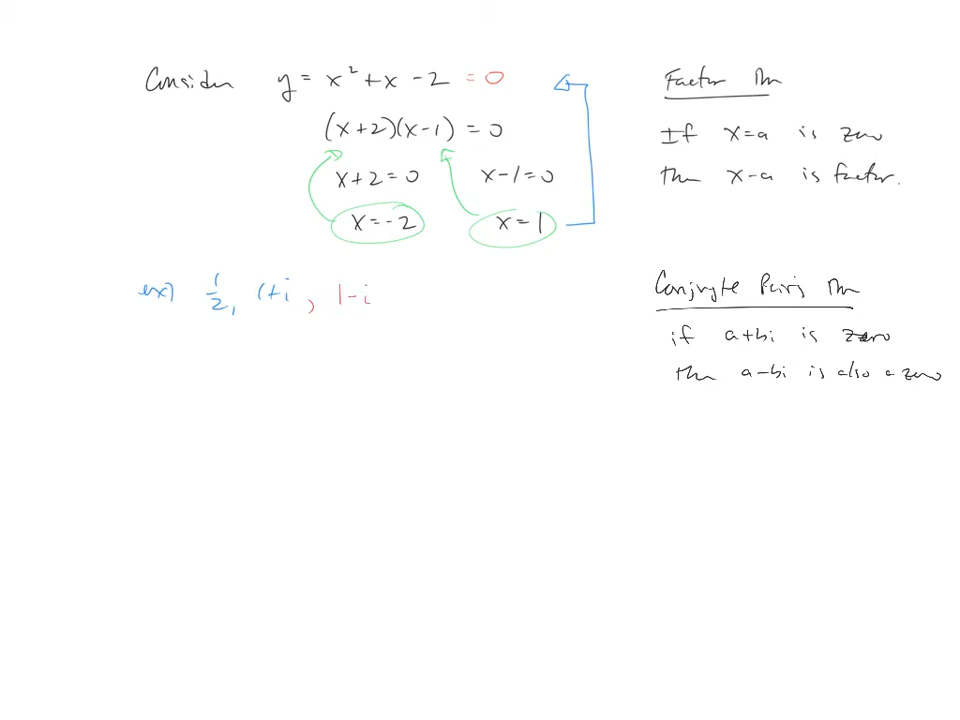 Consider y = x² + x - 2 = 0
(x+2)(x-1) = 0
x+2=0 x-1=0
x=-2 x=1
Factor Thm
If x=a is zero
then x-a is factor.
ex) 1/2, 1+i, 1-i
Conjugate Pairs Thm
if a+bi is zero
then a-bi is also a zero